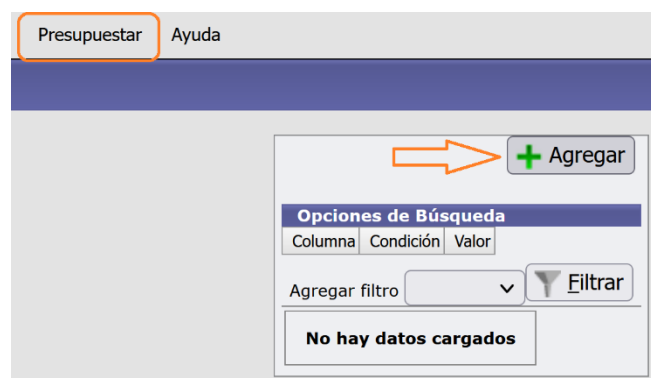 Presupuestar Ayuda
Agregar
Opciones de Búsqueda
Columna Condición Valor
Agregar filtro Filtrar
No hay datos cargados